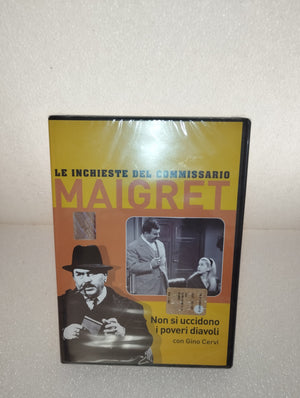 LE INCHIESTE DEL COMMISSARIO
MAIGRET
Non si uccidono
i poveri diavoli
con Gino Cervi